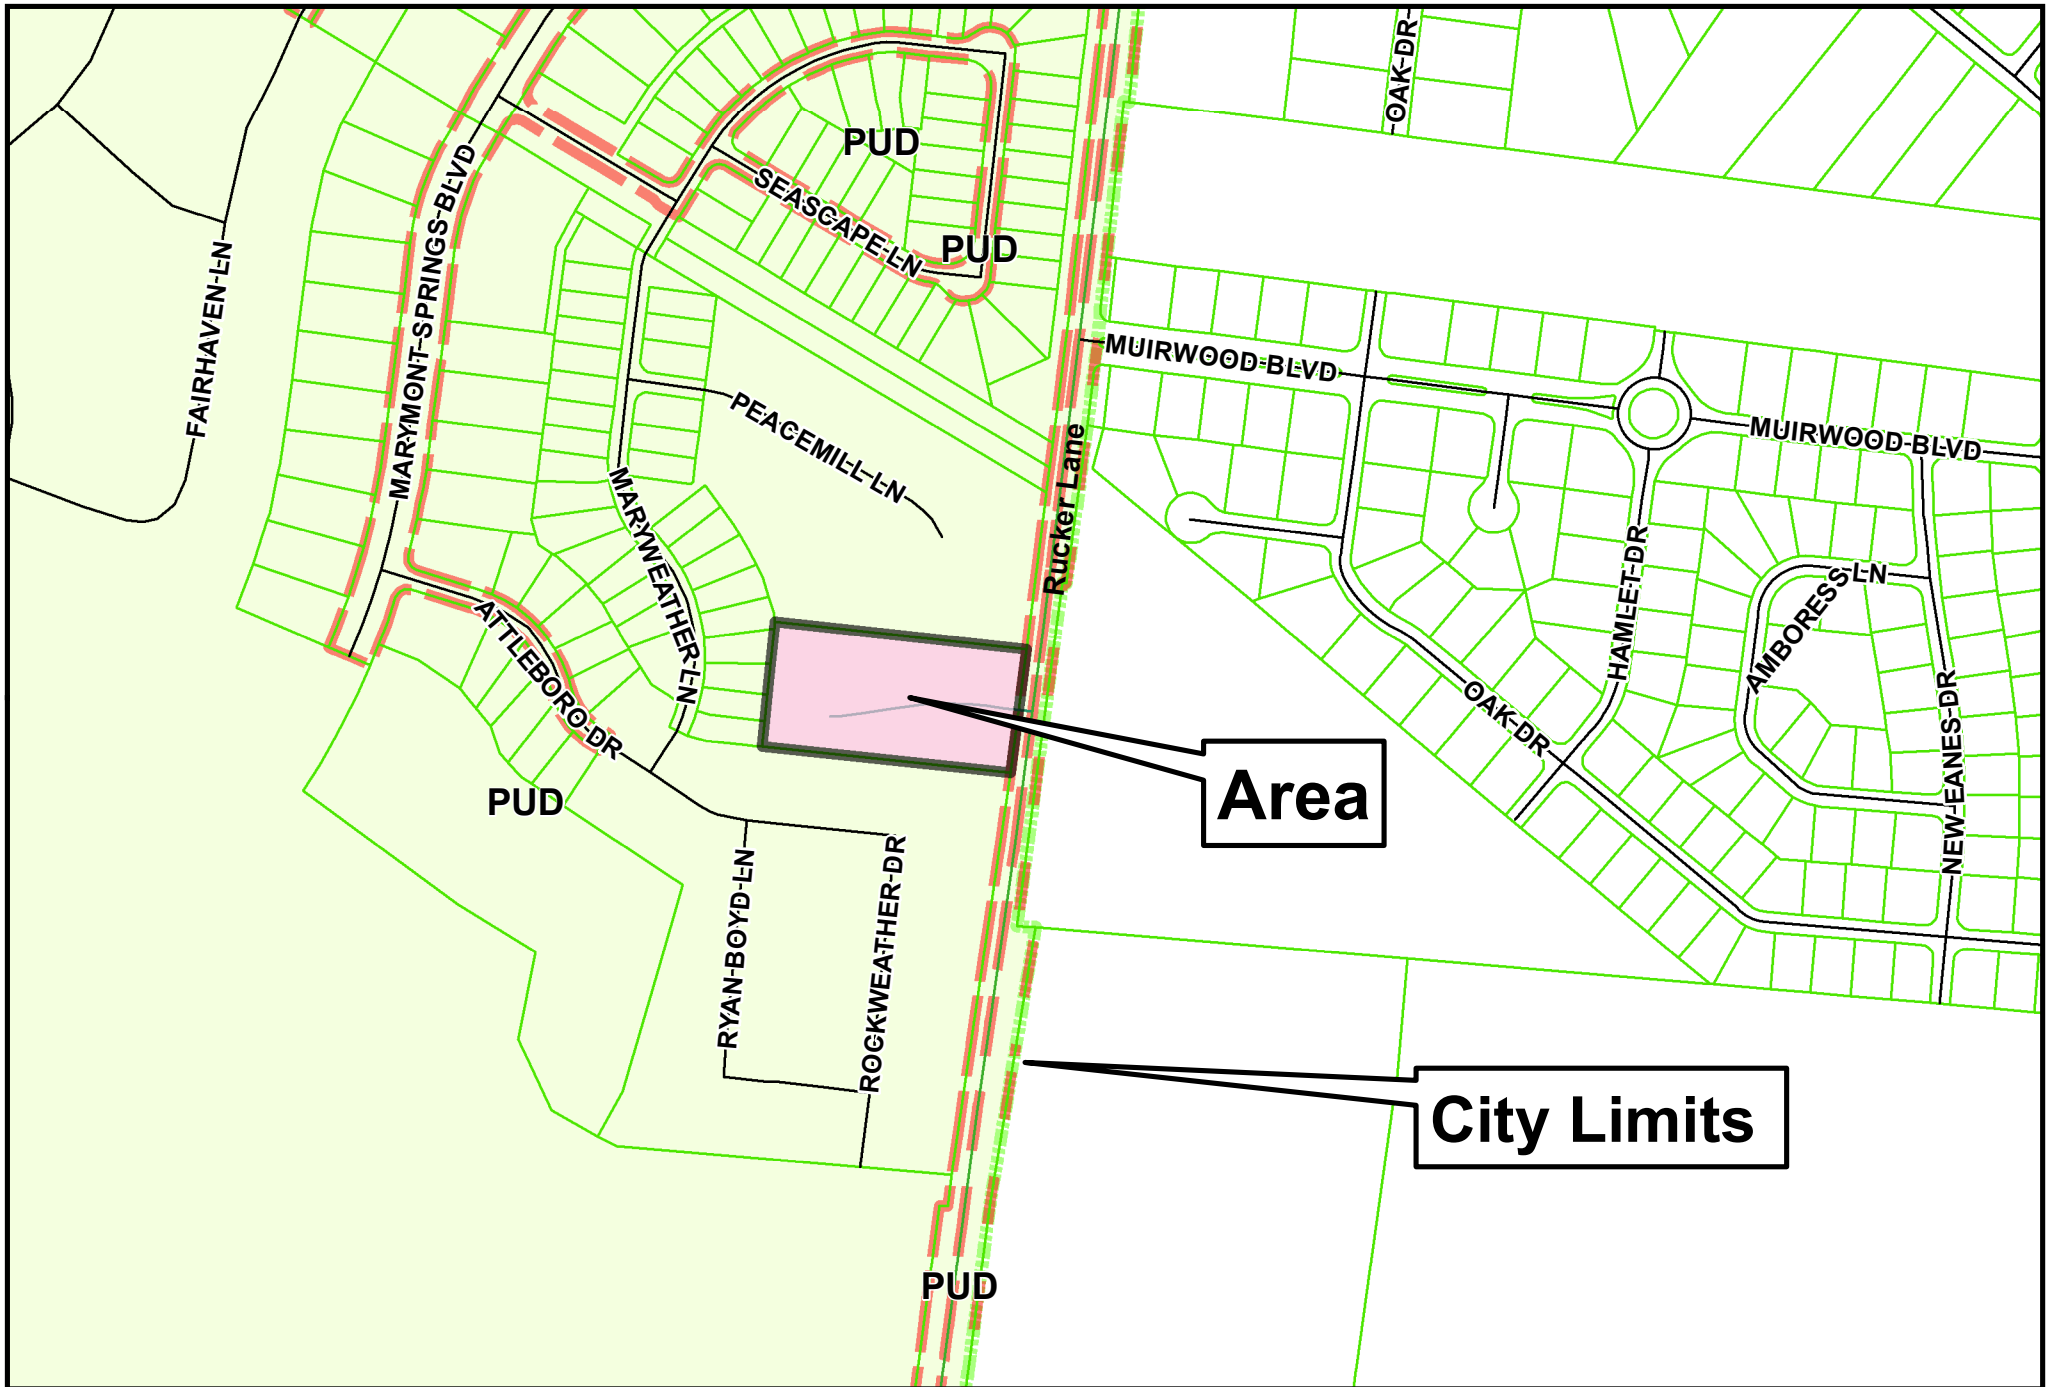 OAK DR
PUD
SEASCAPE LN
PUD
MARYMONT SPRINGS BLVD
FAIRHAVEN LN
MUIRWOOD BLVD
MUIRWOOD BLVD
PEACEMILL LN
Rucker Lane
MARYWEATHER LN
HAMLET DR
AMBORESS LN
ATTLEBORO DR
OAK DR
NEW EANES DR
Area
PUD
RYAN BOYD LN
ROCKWEATHER DR
City Limits
PUD